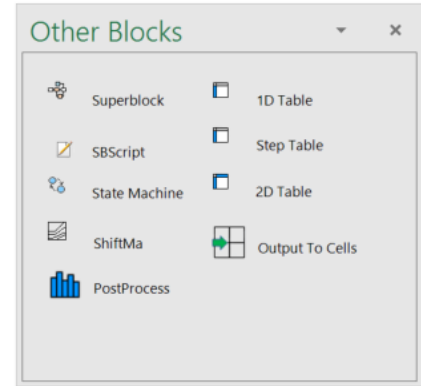 Other Blocks
Superblock
SBScript
State Machine
ShiftMa
PostProcess
1D Table
Step Table
2D Table
Output To Cells